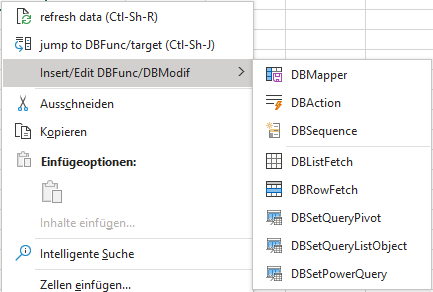 refresh data (Ctl-Sh-R)
jump to DBFunc/target (Ctl-Sh-J)
Insert/Edit DBFunc/DBModif
Ausschneiden
Kopieren
Einfügeoptionen:
Inhalte einfügen...
Intelligente Suche
Zellen einfügen...
DBMapper
DBAction
DBSequence
DBListFetch
DBRowFetch
DBSetQueryPivot
DBSetQueryListObject
DBSetPowerQuery